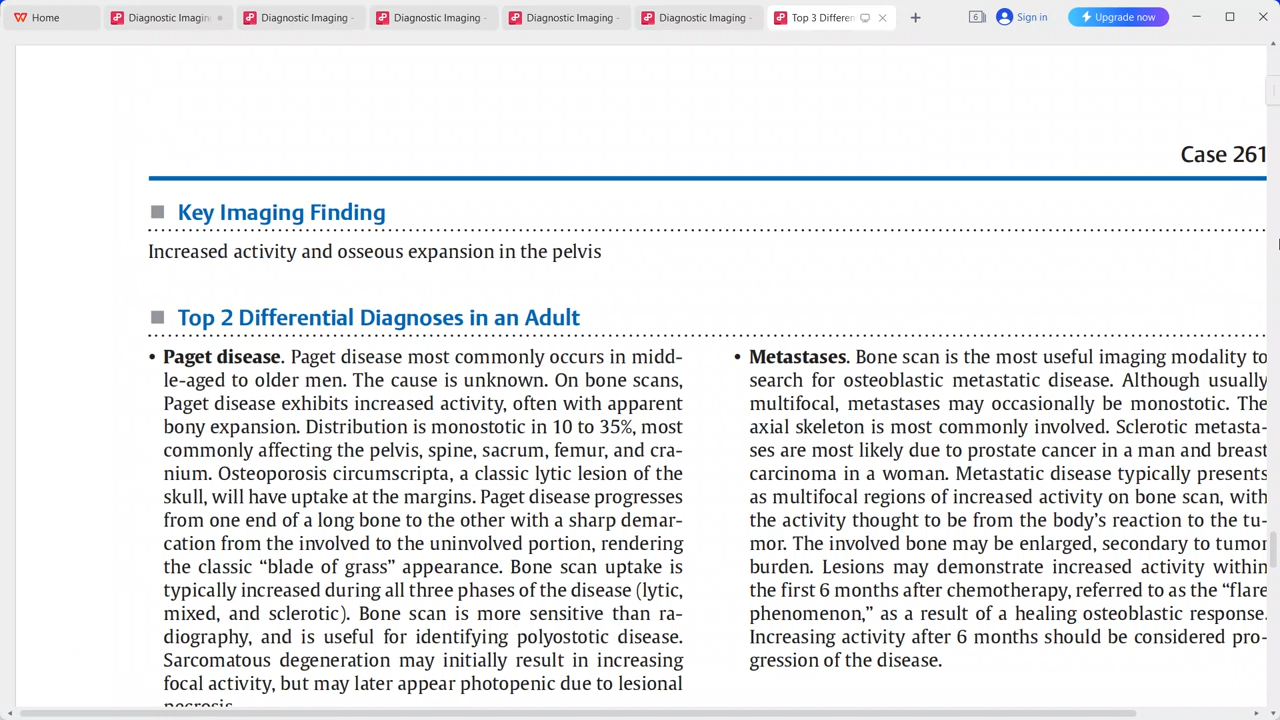 Home
Diagnostic Imaging
Diagnostic Imaging -
Diagnostic Imaging -
Diagnostic Imaging -
Diagnostic Imaging -
Top 3 Differen
6
Sign in
Upgrade now
Case 261
Key Imaging Finding
Increased activity and osseous expansion in the pelvis
Top 2 Differential Diagnoses in an Adult
• Paget disease. Paget disease most commonly occurs in midd-
le-aged to older men. The cause is unknown. On bone scans,
Paget disease exhibits increased activity, often with apparent
bony expansion. Distribution is monostotic in 10 to 35%, most
commonly affecting the pelvis, spine, sacrum, femur, and cra-
nium. Osteoporosis circumscripta, a classic lytic lesion of the
skull, will have uptake at the margins. Paget disease progresses
from one end of a long bone to the other with a sharp demar-
cation from the involved to the uninvolved portion, rendering
the classic “blade of grass” appearance. Bone scan uptake is
typically increased during all three phases of the disease (lytic,
mixed, and sclerotic). Bone scan is more sensitive than ra-
diography, and is useful for identifying polyostotic disease.
Sarcomatous degeneration may initially result in increasing
focal activity, but may later appear photopenic due to lesional
necrosis.
• Metastases. Bone scan is the most useful imaging modality to
search for osteoblastic metastatic disease. Although usually
multifocal, metastases may occasionally be monostotic. The
axial skeleton is most commonly involved. Sclerotic metasta-
ses are most likely due to prostate cancer in a man and breast
carcinoma in a woman. Metastatic disease typically presents
as multifocal regions of increased activity on bone scan, with
the activity thought to be from the body’s reaction to the tu-
mor. The involved bone may be enlarged, secondary to tumor
burden. Lesions may demonstrate increased activity within
the first 6 months after chemotherapy, referred to as the “flare
phenomenon,” as a result of a healing osteoblastic response.
Increasing activity after 6 months should be considered pro-
gression of the disease.